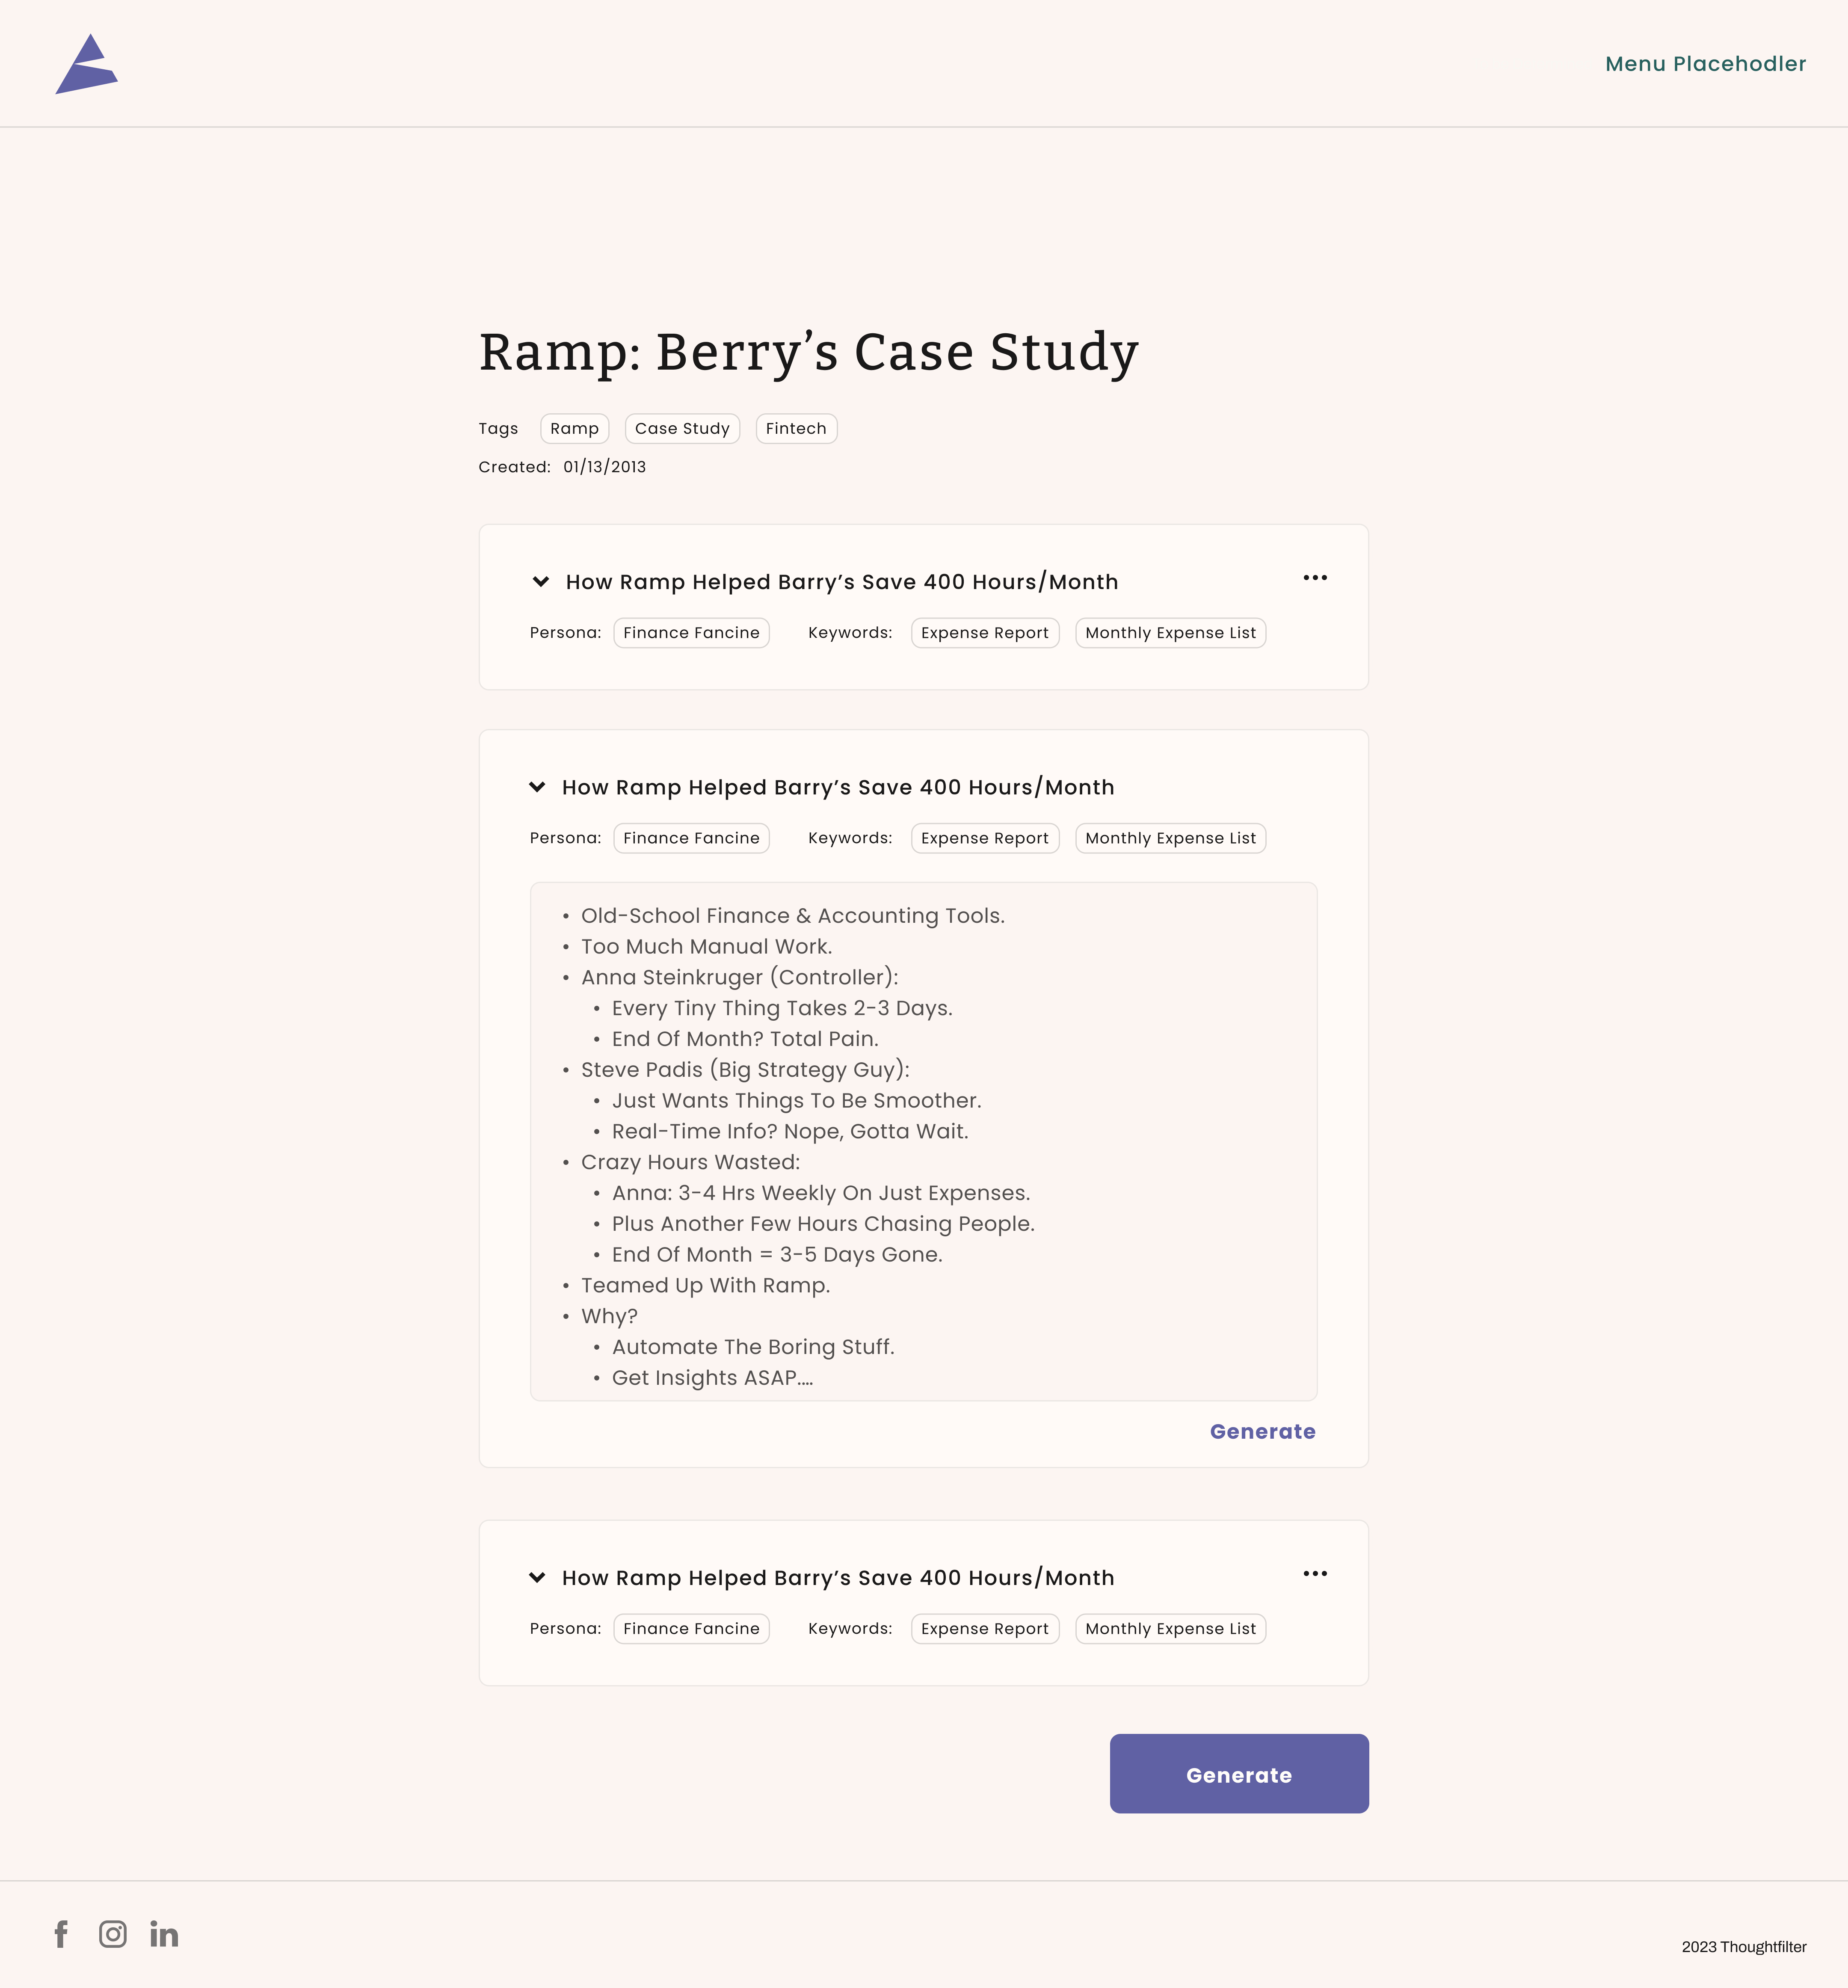 Menu Placehodler
Ramp: Berry’s Case Study
Tags Ramp Case Study Fintech
Created: 01/13/2013
How Ramp Helped Barry’s Save 400 Hours/Month
Persona: Finance Fancine Keywords: Expense Report Monthly Expense List
How Ramp Helped Barry’s Save 400 Hours/Month
Persona: Finance Fancine Keywords: Expense Report Monthly Expense List
• Old-School Finance & Accounting Tools.
• Too Much Manual Work.
• Anna Steinkruger (Controller):
• Every Tiny Thing Takes 2-3 Days.
• End Of Month? Total Pain.
• Steve Padis (Big Strategy Guy):
• Just Wants Things To Be Smoother.
• Real-Time Info? Nope, Gotta Wait.
• Crazy Hours Wasted:
• Anna: 3-4 Hrs Weekly On Just Expenses.
• Plus Another Few Hours Chasing People.
• End Of Month = 3-5 Days Gone.
• Teamed Up With Ramp.
• Why?
• Automate The Boring Stuff.
• Get Insights ASAP....
Generate
How Ramp Helped Barry’s Save 400 Hours/Month
Persona: Finance Fancine Keywords: Expense Report Monthly Expense List
Generate
2023 Thoughtfilter